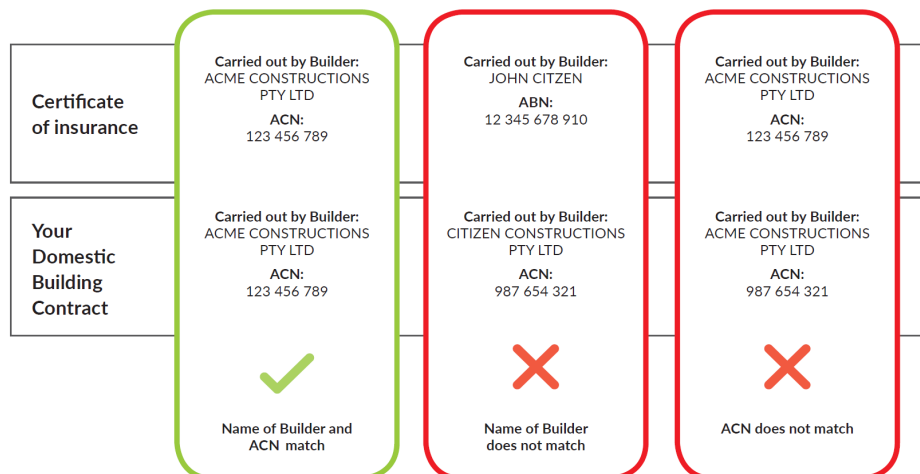 Certificate
of insurance
Carried out by Builder:
ACME CONSTRUCTIONS
PTY LTD
ACN:
123 456 789
Carried out by Builder:
JOHN CITZEN
ABN:
12 345 678 910
Carried out by Builder:
ACME CONSTRUCTIONS
PTY LTD
ACN:
123 456 789
Your
Domestic
Building
Contract
Carried out by Builder:
ACME CONSTRUCTIONS
PTY LTD
ACN:
123 456 789
Carried out by Builder:
CITIZEN CONSTRUCTIONS
PTY LTD
ACN:
987 654 321
Carried out by Builder:
ACME CONSTRUCTIONS
PTY LTD
ACN:
987 654 321
Name of Builder and
ACN match
Name of Builder
does not match
ACN does not match